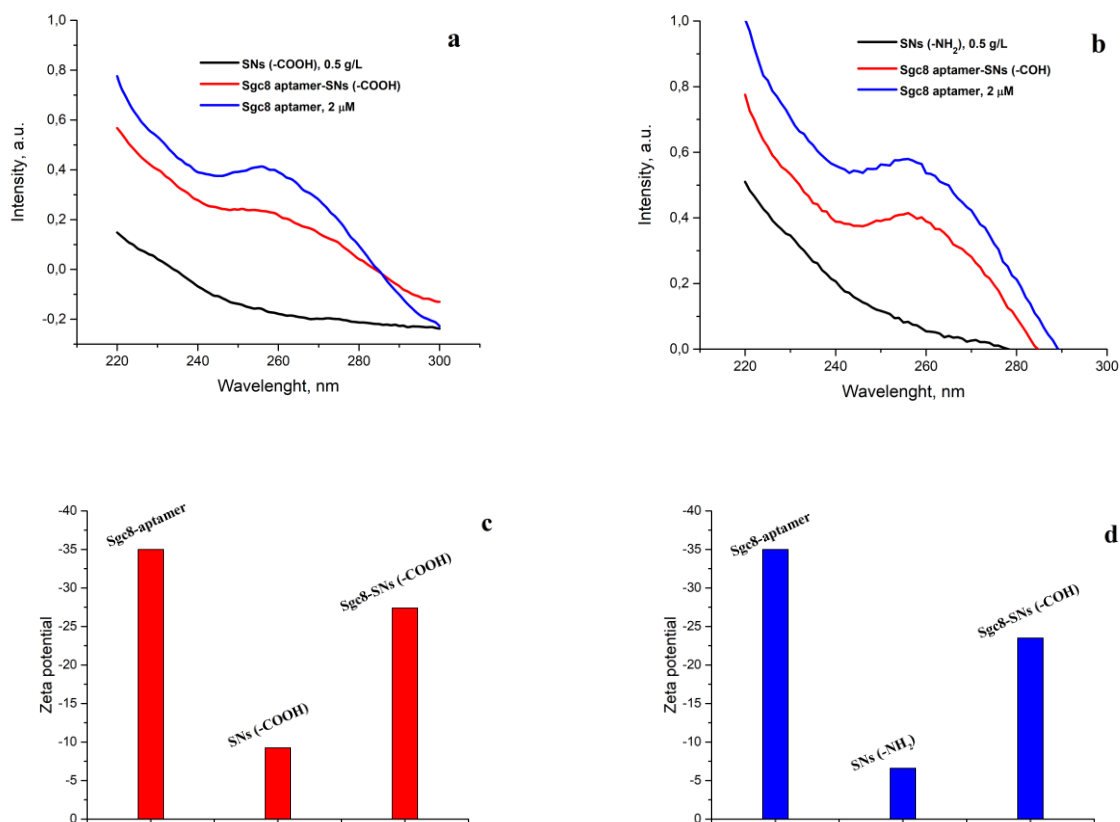 a
SNs (-COOH), 0.5 g/L
Sgc8 aptamer-SNs (-COOH)
Sgc8 aptamer, 2 μM
1,0
0,8
0,6
0,4
0,2
0,0
-0,2
Intensity, a.u.
220 240 260 280 300
Wavelenght, nm
b
SNs (-NH2), 0.5 g/L
Sgc8 aptamer-SNs (-COH)
Sgc8 aptamer, 2 μM
1,0
0,8
0,6
0,4
0,2
0,0
Intensity, a.u.
220 240 260 280 300
Wavelenght, nm
c
-40
-35
-30
-25
-20
-15
-10
-5
0
Zeta potential
Sgc8-aptamer
SNs (-COOH)
Sgc8-SNs (-COOH)
d
-40
-35
-30
-25
-20
-15
-10
-5
0
Zeta potential
Sgc8-aptamer
SNs (-NH2)
Sgc8-SNs (-COH)